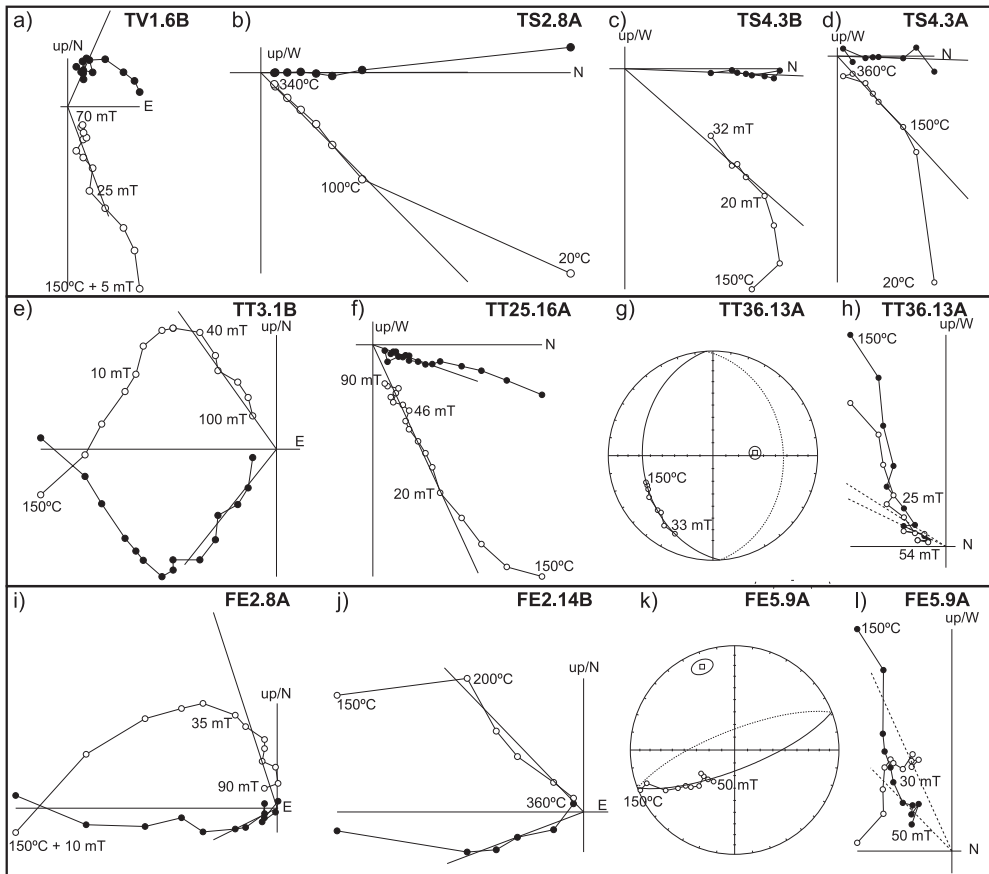 a) TV1.6B
up/N
E
70 mT
25 mT
150ºC + 5 mT
b) TS2.8A
up/W
N
340ºC
100ºC
20ºC
c) TS4.3B
up/W
N
32 mT
20 mT
150ºC
d) TS4.3A
up/W
N
360ºC
150ºC
20ºC
e) TT3.1B
up/N
40 mT
10 mT
100 mT
E
150ºC
f) TT25.16A
up/W
N
90 mT
46 mT
20 mT
150ºC
g) TT36.13A
150ºC
33 mT
h) TT36.13A
up/W
150ºC
25 mT
N
54 mT
i) FE2.8A
up/N
35 mT
90 mT
E
150ºC + 10 mT
j) FE2.14B
up/N
200ºC
150ºC
360ºC
E
k) FE5.9A
150ºC
50 mT
l) FE5.9A
up/W
150ºC
30 mT
50 mT
N